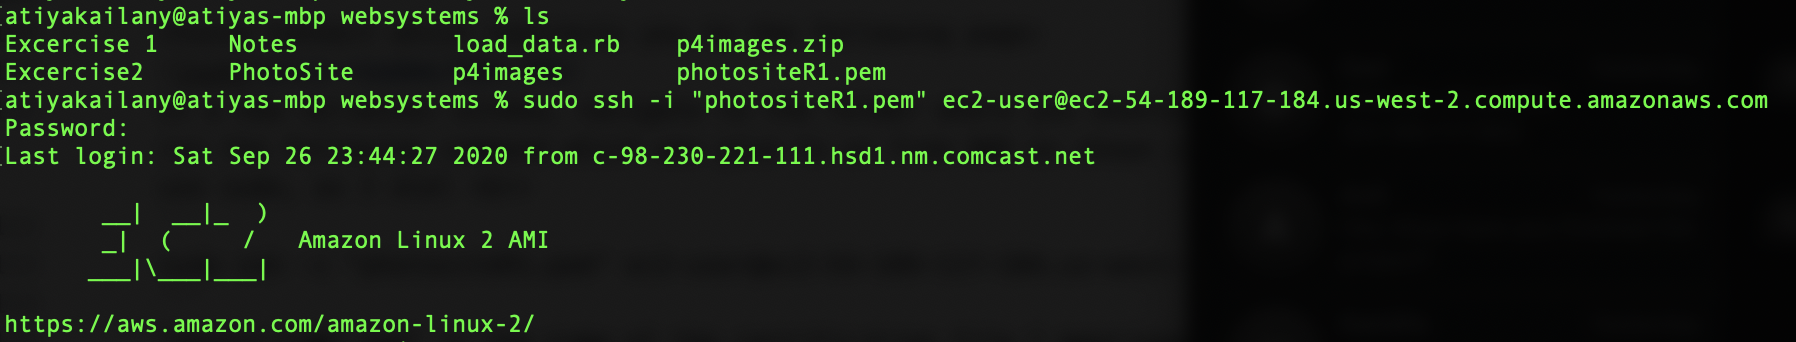 atiyakailany@atiyas-mbp websystems % ls
Excercise 1     Notes           load_data.rb    p4images.zip
Excercise2      PhotoSite       p4images        photositeR1.pem
atiyakailany@atiyas-mbp websystems % sudo ssh -i "photositeR1.pem" ec2-user@ec2-54-189-117-184.us-west-2.compute.amazonaws.com
Password:
Last login: Sat Sep 26 23:44:27 2020 from c-98-230-221-111.hsd1.nm.comcast.net

       __|  __|_  )
       _|  (     /   Amazon Linux 2 AMI
      ___|\___|___|

https://aws.amazon.com/amazon-linux-2/